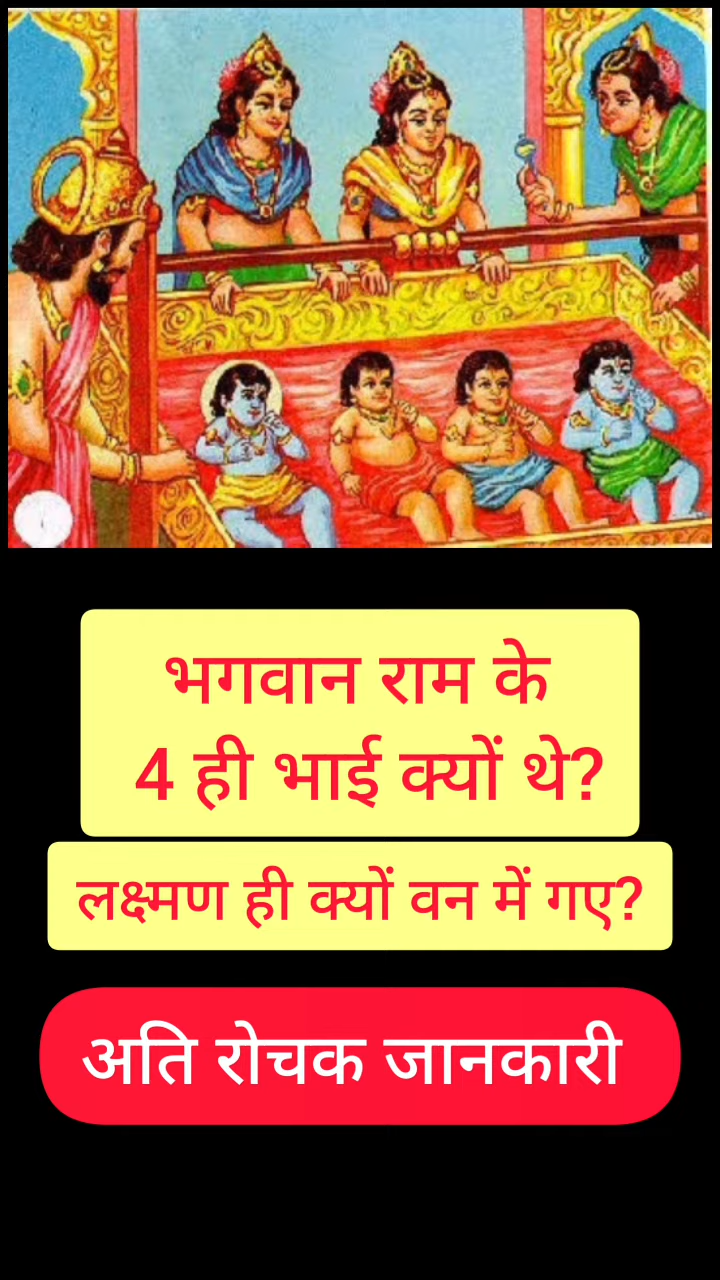 भगवान राम के
4 ही भाई क्यों थे?
लक्ष्मण ही क्यों वन में गए?
अति रोचक जानकारी